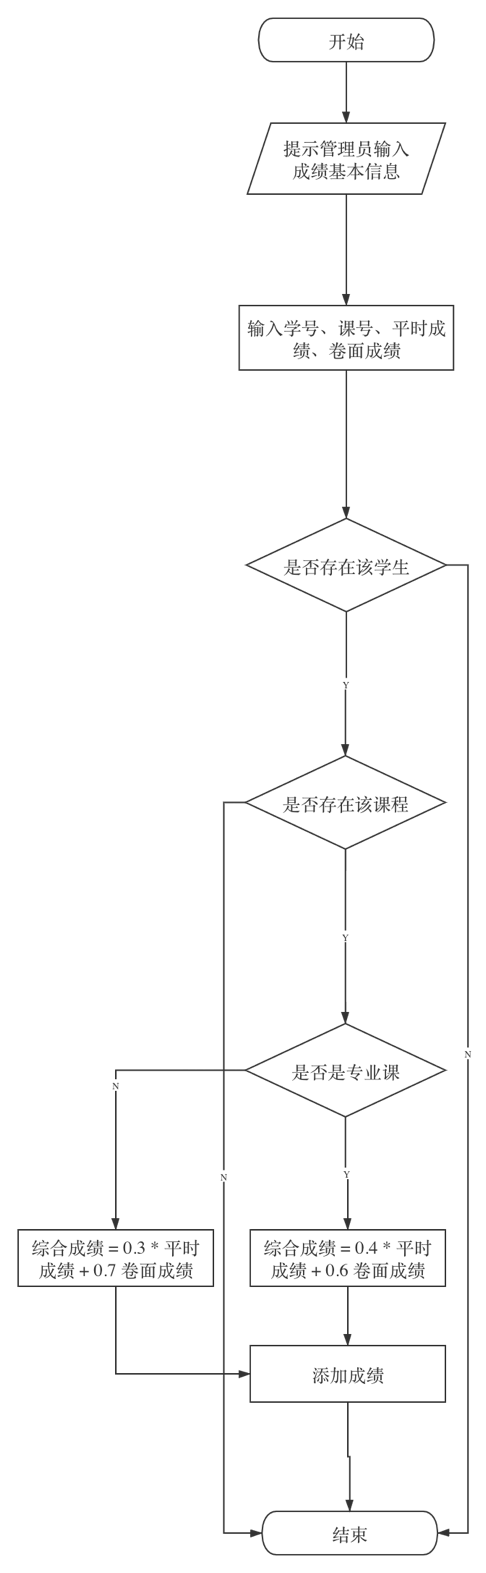 开始
提示管理员输入
成绩基本信息
输入学号、课号、平时成
绩、卷面成绩
是否存在该学生
Y
是否存在该课程
Y
N
是否是专业课
N
N
Y
综合成绩 = 0.3 * 平时
成绩 + 0.7 卷面成绩
综合成绩 = 0.4 * 平时
成绩 + 0.6 卷面成绩
添加成绩
结束